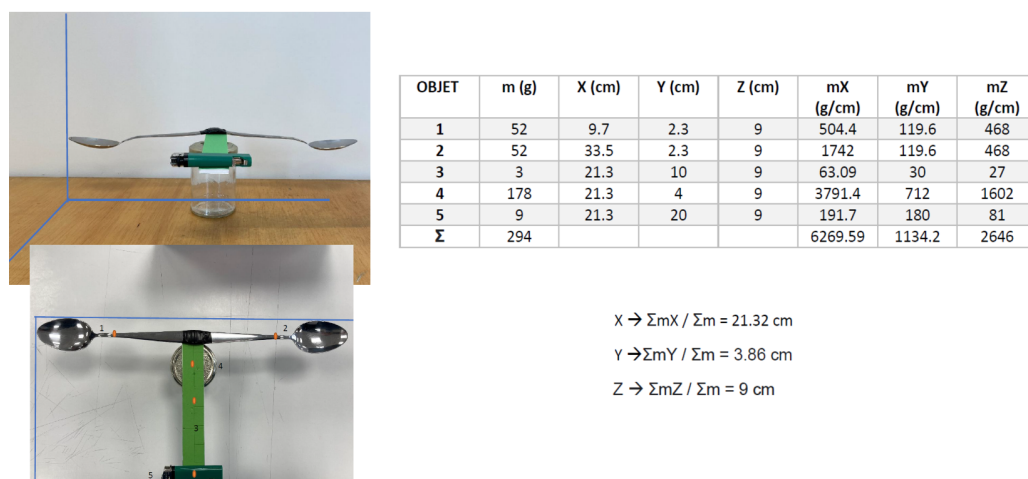 OBJET m (g) X (cm) Y (cm) Z (cm) mX (g/cm) mY (g/cm) mZ (g/cm)
1 52 9.7 2.3 9 504.4 119.6 468
2 52 33.5 2.3 9 1742 119.6 468
3 3 21.3 10 9 63.09 30 27
4 178 21.3 4 9 3791.4 712 1602
5 9 21.3 20 9 191.7 180 81
Σ 294 6269.59 1134.2 2646
X → ΣmX / Σm = 21.32 cm
Y → ΣmY / Σm = 3.86 cm
Z → ΣmZ / Σm = 9 cm
1 2
4
3
5